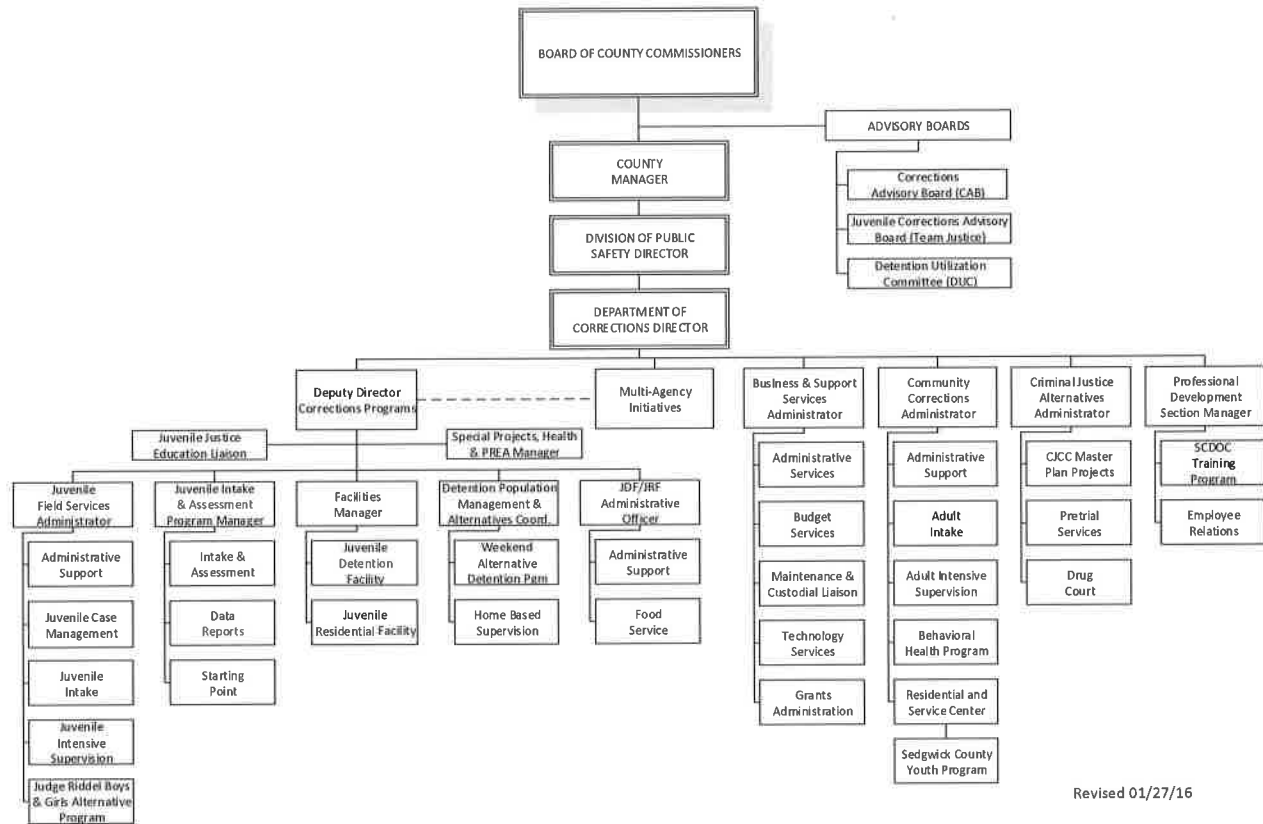 BOARD OF COUNTY COMMISSIONERS
ADVISORY BOARDS
Corrections
Advisory Board (CAB)
Juvenile Corrections Advisory
Board (Team Justice)
Detention Utilization
Committee (DUC)
COUNTY
MANAGER
DIVISION OF PUBLIC
SAFETY DIRECTOR
DEPARTMENT OF
CORRECTIONS DIRECTOR
Deputy Director
Corrections Programs
Multi-Agency
Initiatives
Business & Support
Services
Administrator
Community
Corrections
Administrator
Criminal Justice
Alternatives
Administrator
Professional
Development
Section Manager
Juvenile Justice
Education Liaison
Special Projects, Health
& PREA Manager
Juvenile
Field Services
Administrator
Administrative
Support
Juvenile Case
Management
Juvenile
Intake
Juvenile
Intensive
Supervision
Judge Riddel Boys
& Girls Alternative
Program
Juvenile Intake
& Assessment
Program Manager
Intake &
Assessment
Data
Reports
Starting
Point
Facilities
Manager
Juvenile
Detention
Facility
Juvenile
Residential Facility
Detention Population
Management &
Alternatives Coord.
Weekend
Alternative
Detention Pgm
Home Based
Supervision
JDF/JRF
Administrative
Officer
Administrative
Support
Food
Service
Administrative
Services
Budget
Services
Maintenance &
Custodial Liaison
Technology
Services
Grants
Administration
Administrative
Support
Adult
Intake
Adult Intensive
Supervision
Behavioral
Health Program
Residential and
Service Center
Sedgwick County
Youth Program
CJCC Master
Plan Projects
Pretrial
Services
Drug
Court
SCDOC
Training
Program
Employee
Relations
Revised 01/27/16